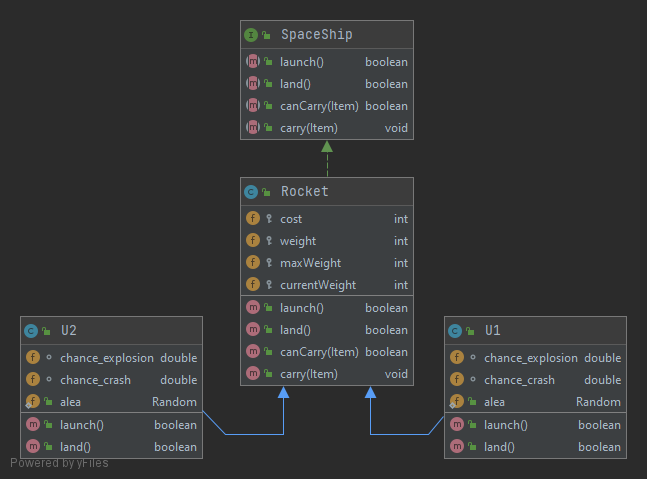 I SpaceShip
m launch() boolean
m land() boolean
m canCarry(Item) boolean
m carry(Item) void
C Rocket
f cost int
f weight int
f maxWeight int
f currentWeight int
m launch() boolean
m land() boolean
m canCarry(Item) boolean
m carry(Item) void
C U2
f chance_explosion double
f chance_crash double
f alea Random
m launch() boolean
m land() boolean
C U1
f chance_explosion double
f chance_crash double
f alea Random
m launch() boolean
m land() boolean
Powered by yFiles